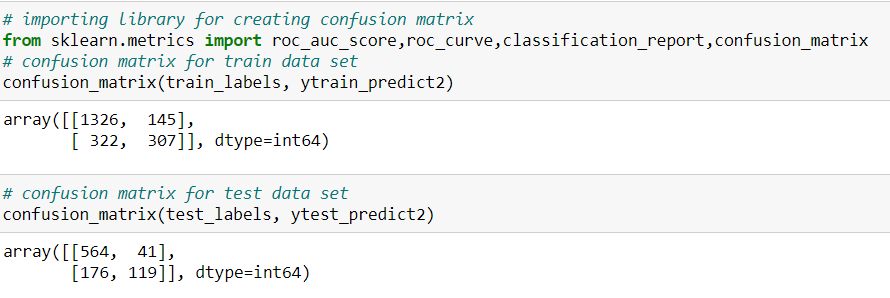 # importing library for creating confusion matrix
from sklearn.metrics import roc_auc_score,roc_curve,classification_report,confusion_matrix
# confusion matrix for train data set
confusion_matrix(train_labels, ytrain_predict2)
array([[1326,  145],
       [ 322,  307]], dtype=int64)
# confusion matrix for test data set
confusion_matrix(test_labels, ytest_predict2)
array([[564,  41],
       [176, 119]], dtype=int64)